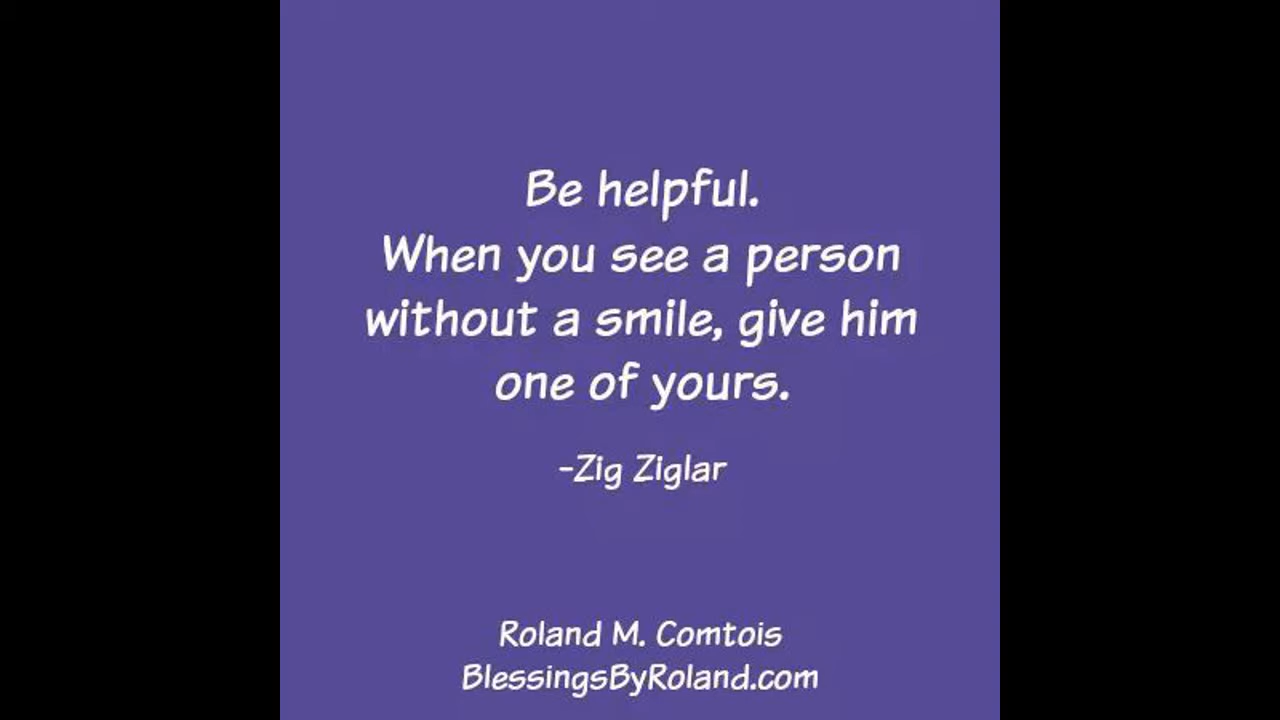 Be helpful.
When you see a person
without a smile, give him
one of yours.
-Zig Ziglar
Roland M. Comtois
BlessingsByRoland.com